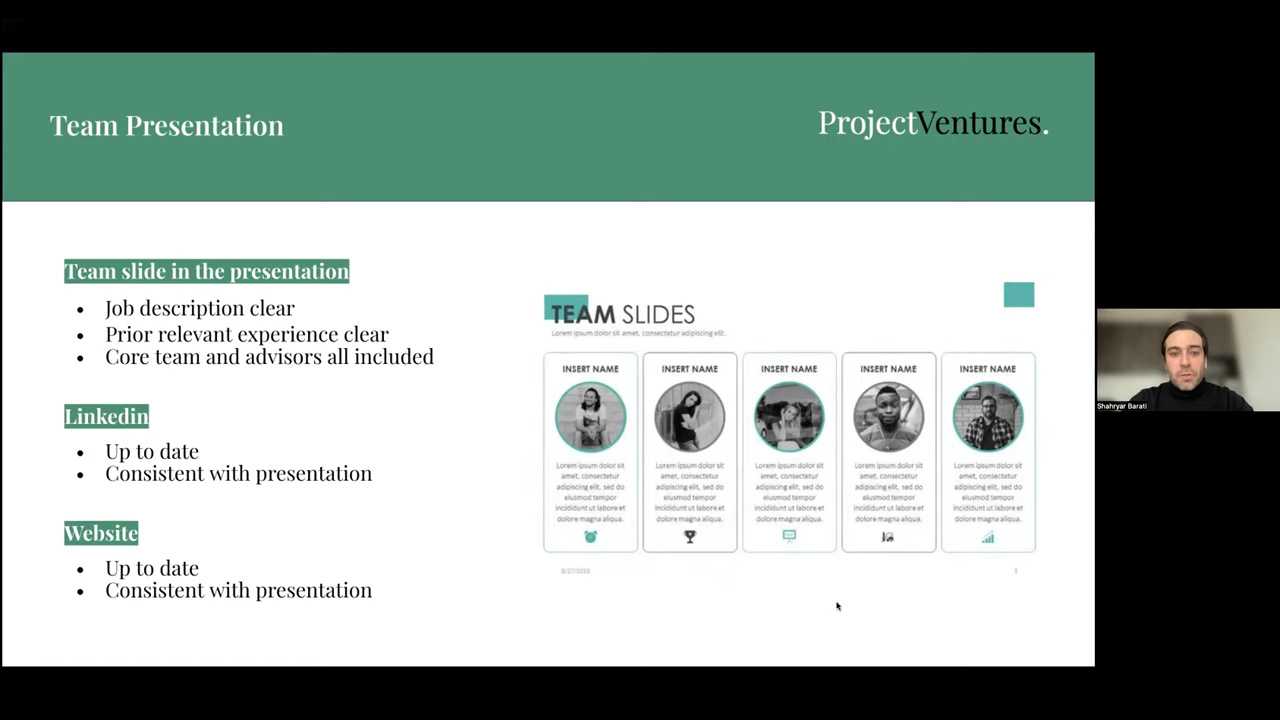 Team Presentation
ProjectVentures.
Team slide in the presentation
• Job description clear
• Prior relevant experience clear
• Core team and advisors all included
Linkedin
• Up to date
• Consistent with presentation
Website
• Up to date
• Consistent with presentation
TEAM SLIDES
Lorem ipsum dolor sit amet, consectetur adipiscing elit.
INSERT NAME
Lorem ipsum dolor sit
amet, consectetur
adipiscing elit, sed do
eiusmod tempor
incididunt ut labore et
dolore magna aliqua.
INSERT NAME
Lorem ipsum dolor sit
amet, consectetur
adipiscing elit, sed do
eiusmod tempor
incididunt ut labore et
dolore magna aliqua.
INSERT NAME
Lorem ipsum dolor sit
amet, consectetur
adipiscing elit, sed do
eiusmod tempor
incididunt ut labore et
dolore magna aliqua.
INSERT NAME
Lorem ipsum dolor sit
amet, consectetur
adipiscing elit, sed do
eiusmod tempor
incididunt ut labore et
dolore magna aliqua.
INSERT NAME
Lorem ipsum dolor sit
amet, consectetur
adipiscing elit, sed do
eiusmod tempor
incididunt ut labore et
dolore magna aliqua.
5
Shahryar Barati